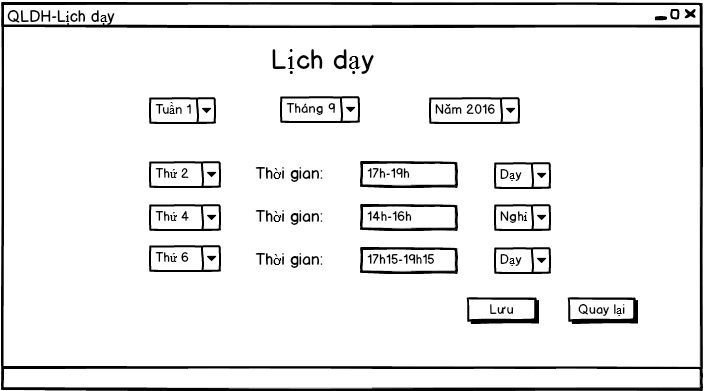 QLDH-Lịch dạy
Lịch dạy
Tuần 1 Tháng 9 Năm 2016
Thứ 2 Thời gian: 17h-19h Dạy
Thứ 4 Thời gian: 14h-16h Nghỉ
Thứ 6 Thời gian: 17h15-19h15 Dạy
Lưu Quay lại